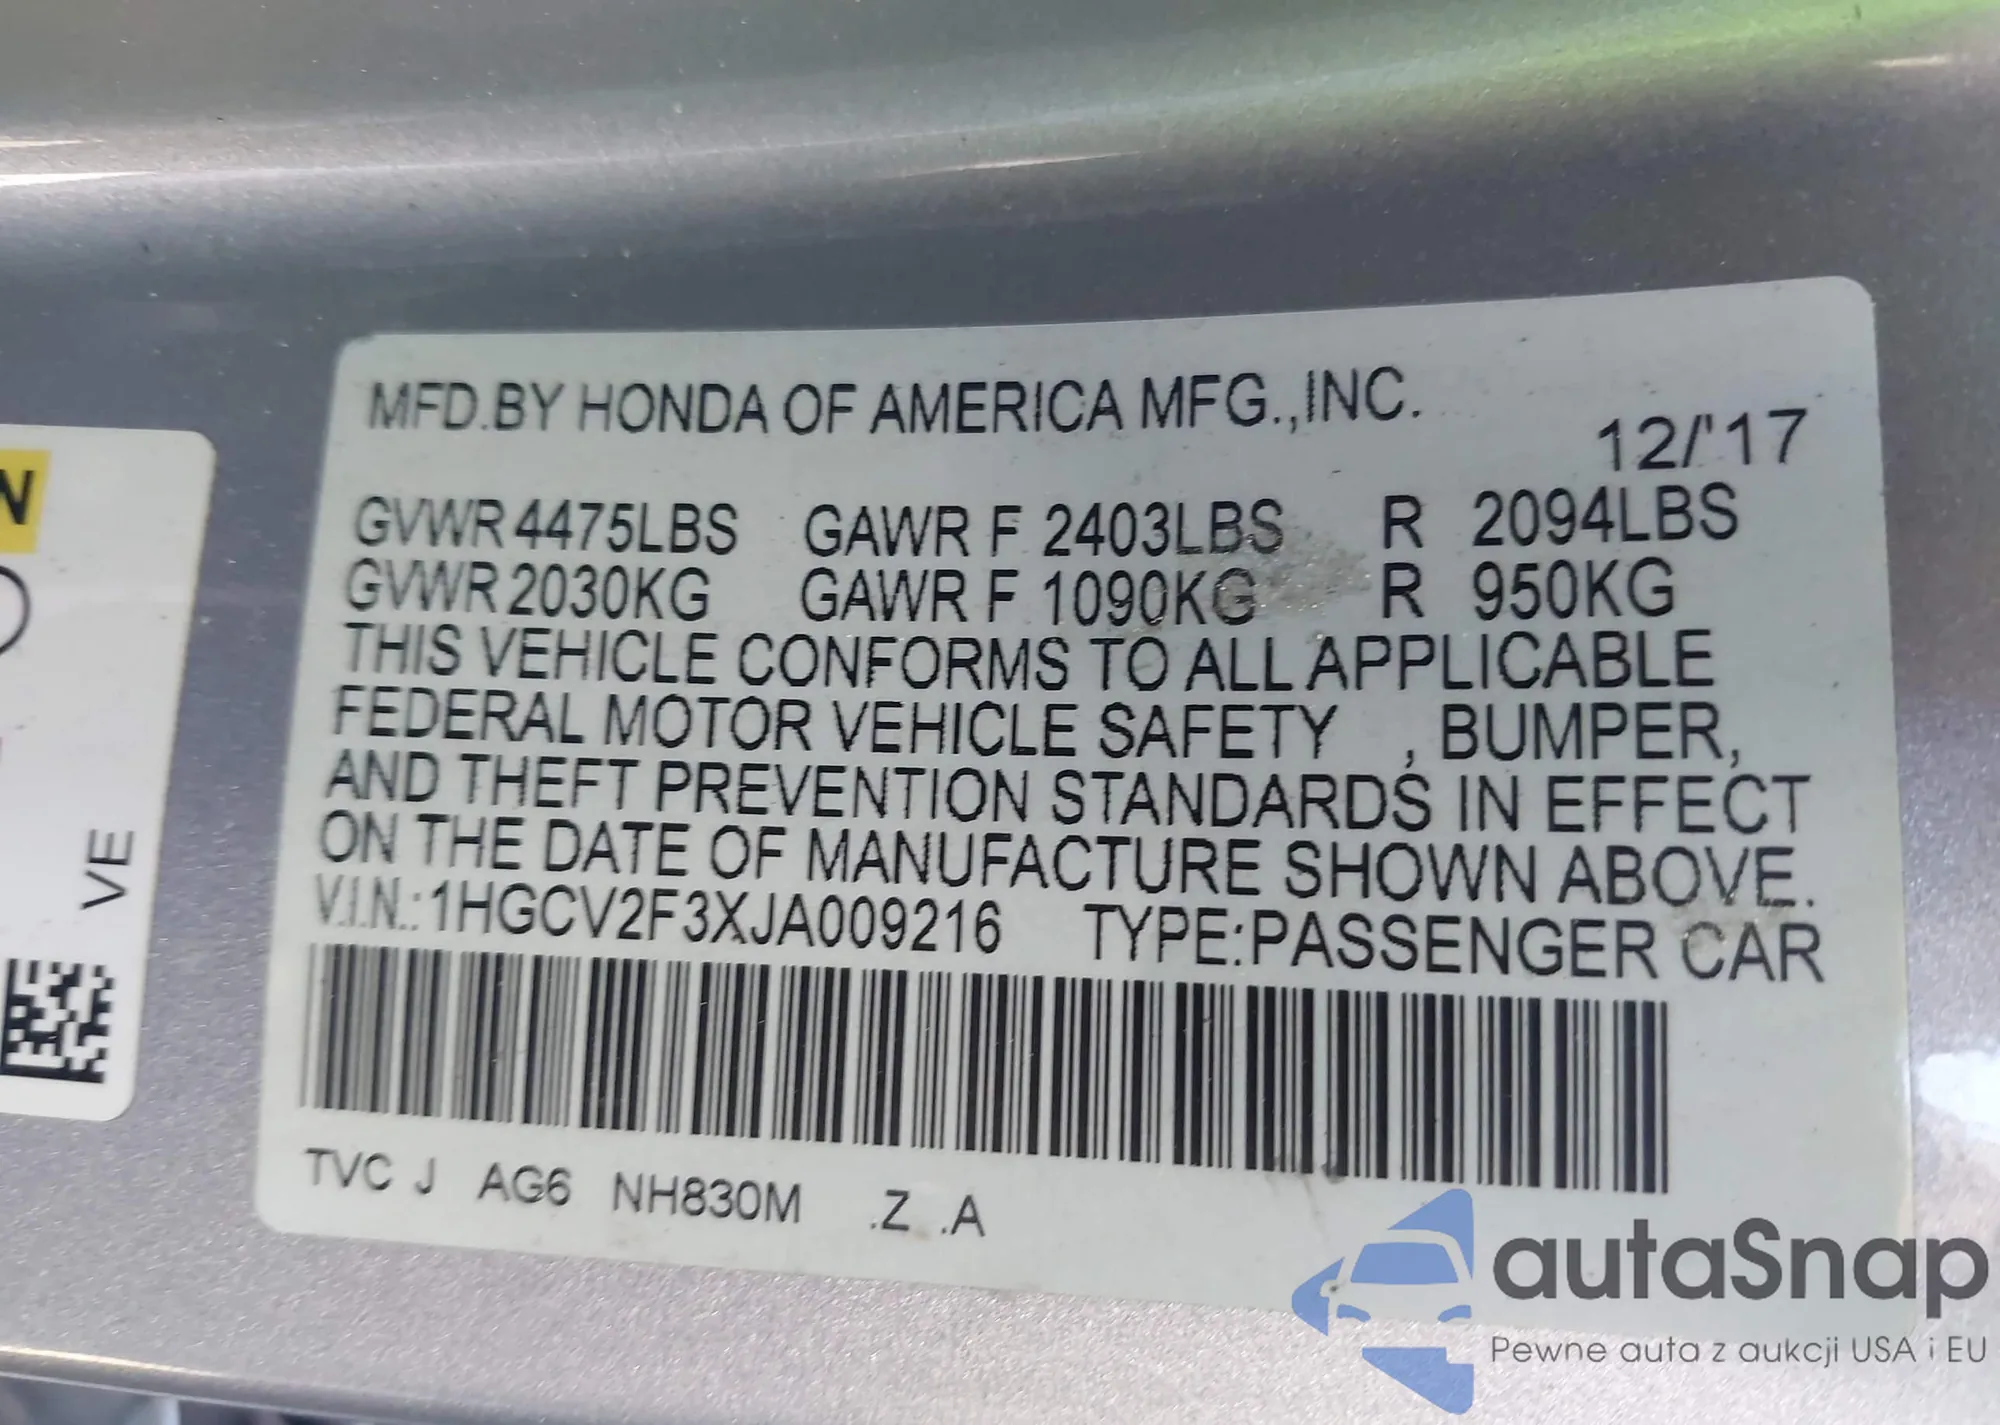 MFD.BY HONDA OF AMERICA MFG.,INC.
12/'17
GVWR 4475LBS GAWR F 2403LBS R 2094LBS
GVWR 2030KG GAWR F 1090KG R 950KG
THIS VEHICLE CONFORMS TO ALL APPLICABLE
FEDERAL MOTOR VEHICLE SAFETY , BUMPER,
AND THEFT PREVENTION STANDARDS IN EFFECT
ON THE DATE OF MANUFACTURE SHOWN ABOVE.
V.I.N.: 1HGCV2F3XJA009216 TYPE:PASSENGER CAR
TVC J AG6 NH830M .Z .A
N
VE
autaSnap
Pewne auta z aukcji USA i EU